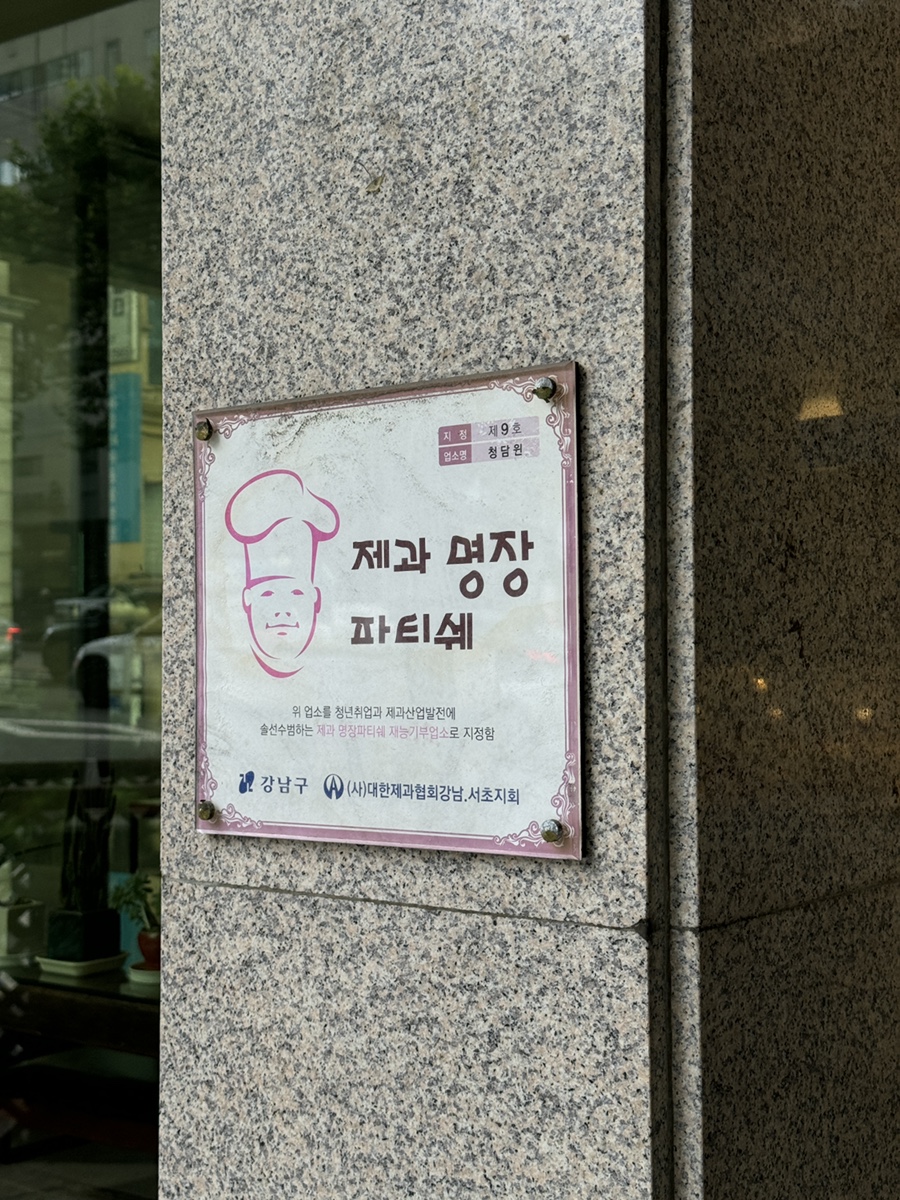 지 정 제9호
업소명 청담원
제과 명장
파티쉐
위 업소를 청년취업과 제과산업발전에
솔선수범하는 제과 명장파티쉐 재능기부업소로 지정함
강남구 (사)대한제과협회강남.서초지회